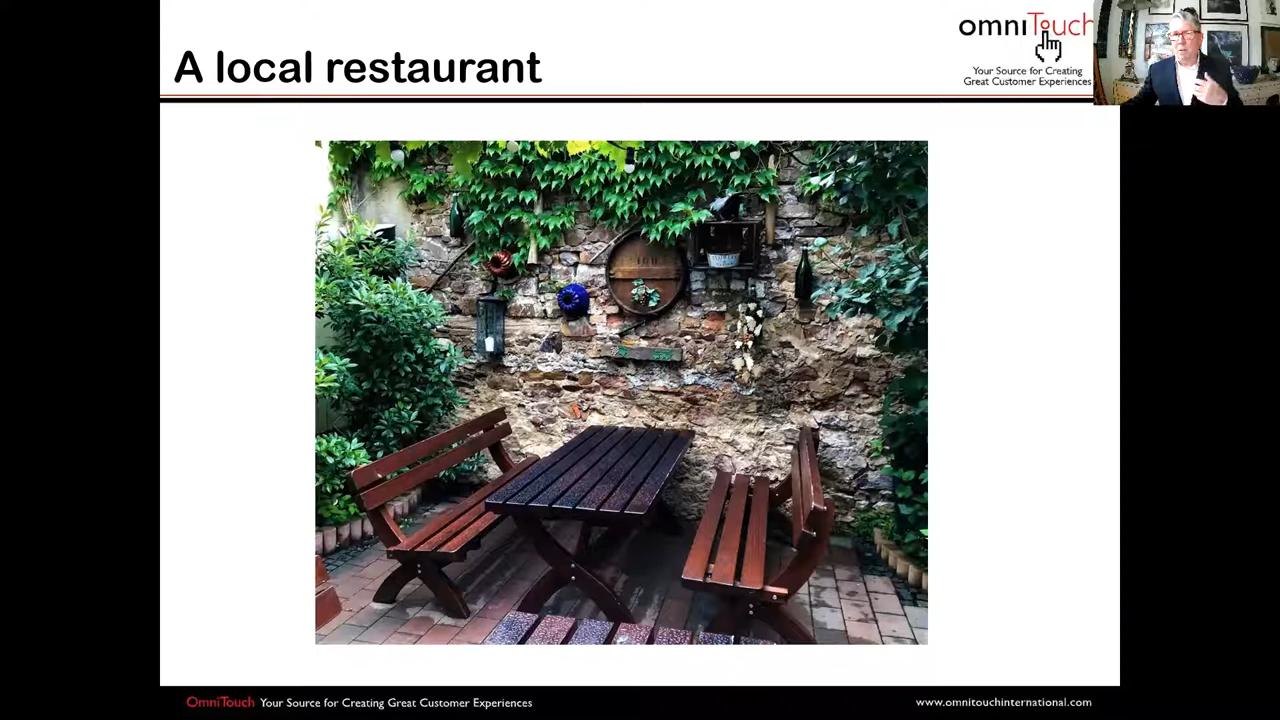 A local restaurant
omniTouch
Your Source for Creating
Great Customer Experiences
OmniTouch Your Source for Creating Great Customer Experiences
www.omnitouchinternational.com